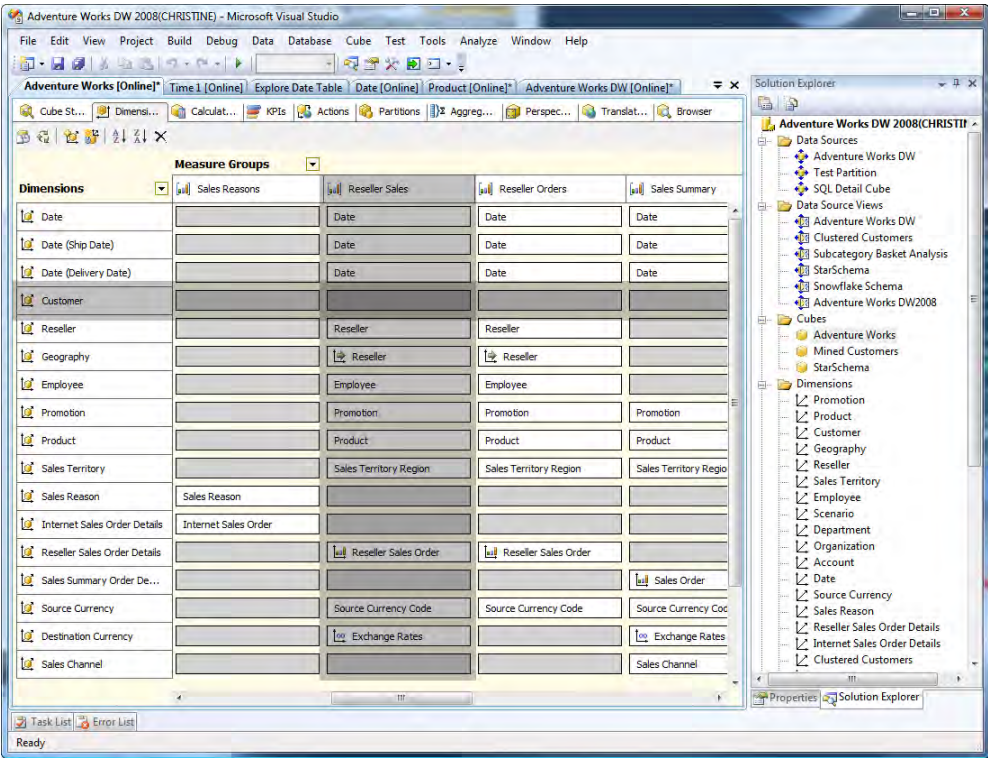 Adventure Works DW 2008(CHRISTINE) - Microsoft Visual Studio
File Edit View Project Build Debug Data Database Cube Test Tools Analyze Window Help
Adventure Works [Online]* Time 1 [Online] Explore Date Table Date [Online] Product [Online]* Adventure Works DW [Online]*
Cube St... Dimensi... Calculat... KPIs Actions Partitions Aggreg... Perspec... Translat... Browser
Measure Groups
Dimensions Sales Reasons Reseller Sales Reseller Orders Sales Summary
Date Date Date Date
Date (Ship Date) Date Date Date
Date (Delivery Date) Date Date Date
Customer
Reseller Reseller Reseller
Geography Reseller Reseller
Employee Employee Employee
Promotion Promotion Promotion Promotion
Product Product Product Product
Sales Territory Sales Territory Region Sales Territory Region Sales Territory Regio
Sales Reason Sales Reason
Internet Sales Order Details Internet Sales Order
Reseller Sales Order Details Reseller Sales Order Reseller Sales Order
Sales Summary Order De... Sales Order
Source Currency Source Currency Code Source Currency Code Source Currency Cod
Destination Currency Exchange Rates Exchange Rates
Sales Channel Sales Channel
Solution Explorer
Adventure Works DW 2008(CHRISTIN
Data Sources
Adventure Works DW
Test Partition
SQL Detail Cube
Data Source Views
Adventure Works DW
Clustered Customers
Subcategory Basket Analysis
StarSchema
Snowflake Schema
Adventure Works DW2008
Cubes
Adventure Works
Mined Customers
StarSchema
Dimensions
Promotion
Product
Customer
Geography
Reseller
Sales Territory
Employee
Scenario
Department
Organization
Account
Date
Source Currency
Sales Reason
Reseller Sales Order Details
Internet Sales Order Details
Clustered Customers
Properties Solution Explorer
Task List Error List
Ready